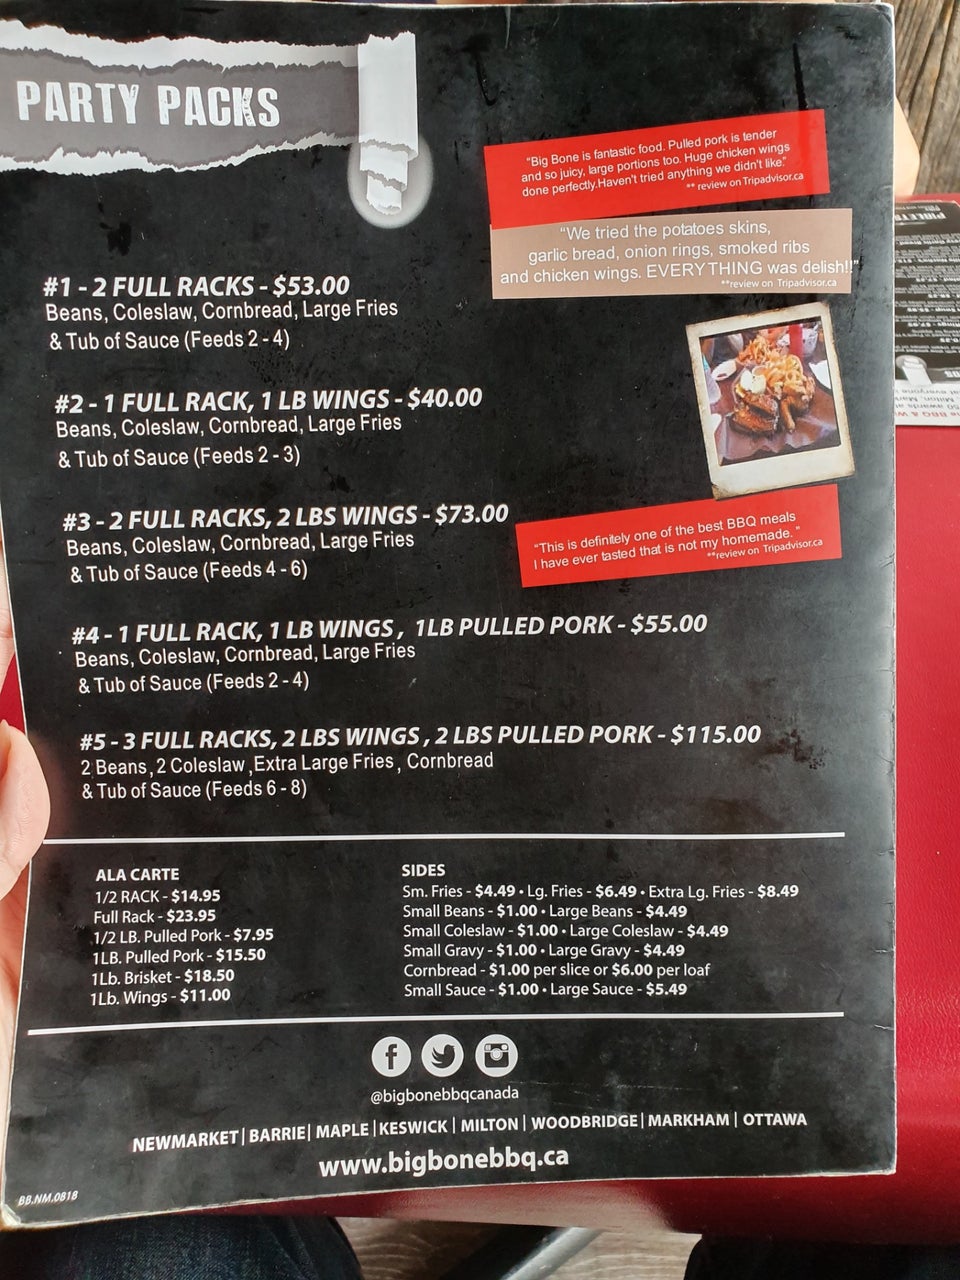 PARTY PACKS
"Big Bone is fantastic food. Pulled pork is tender
and so juicy, large portions too. Huge chicken wings
done perfectly.Haven't tried anything we didn't like."
** review on Tripadvisor.ca
"We tried the potatoes skins,
garlic bread, onion rings, smoked ribs
and chicken wings. EVERYTHING was delish!!"
**review on Tripadvisor.ca
#1 - 2 FULL RACKS - $53.00
Beans, Coleslaw, Cornbread, Large Fries
& Tub of Sauce (Feeds 2 - 4)
#2 - 1 FULL RACK, 1 LB WINGS - $40.00
Beans, Coleslaw, Cornbread, Large Fries
& Tub of Sauce (Feeds 2 - 3)
#3 - 2 FULL RACKS, 2 LBS WINGS - $73.00
Beans, Coleslaw, Cornbread, Large Fries
& Tub of Sauce (Feeds 4 - 6)
"This is definitely one of the best BBQ meals
I have ever tasted that is not my homemade."
**review on Tripadvisor.ca
#4 - 1 FULL RACK, 1 LB WINGS , 1LB PULLED PORK - $55.00
Beans, Coleslaw, Cornbread, Large Fries
& Tub of Sauce (Feeds 2 - 4)
#5 - 3 FULL RACKS, 2 LBS WINGS , 2 LBS PULLED PORK - $115.00
2 Beans, 2 Coleslaw ,Extra Large Fries , Cornbread
& Tub of Sauce (Feeds 6 - 8)
ALA CARTE
1/2 RACK - $14.95
Full Rack - $23.95
1/2 LB. Pulled Pork - $7.95
1LB. Pulled Pork - $15.50
1Lb. Brisket - $18.50
1Lb. Wings - $11.00
SIDES
Sm. Fries - $4.49 • Lg. Fries - $6.49 • Extra Lg. Fries - $8.49
Small Beans - $1.00 • Large Beans - $4.49
Small Coleslaw - $1.00 • Large Coleslaw - $4.49
Small Gravy - $1.00 • Large Gravy - $4.49
Cornbread - $1.00 per slice or $6.00 per loaf
Small Sauce - $1.00 • Large Sauce - $5.49
@bigbonebbqcanada
NEWMARKET| BARRIE| MAPLE |KESWICK | MILTON | WOODBRIDGE | MARKHAM | OTTAWA
www.bigbonebbq.ca
BB.NM.0818